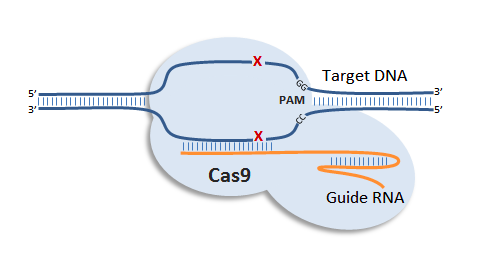 X
GG
Target DNA
5’ 3’
PAM
3’ 5’
CC
X
Cas9
Guide RNA